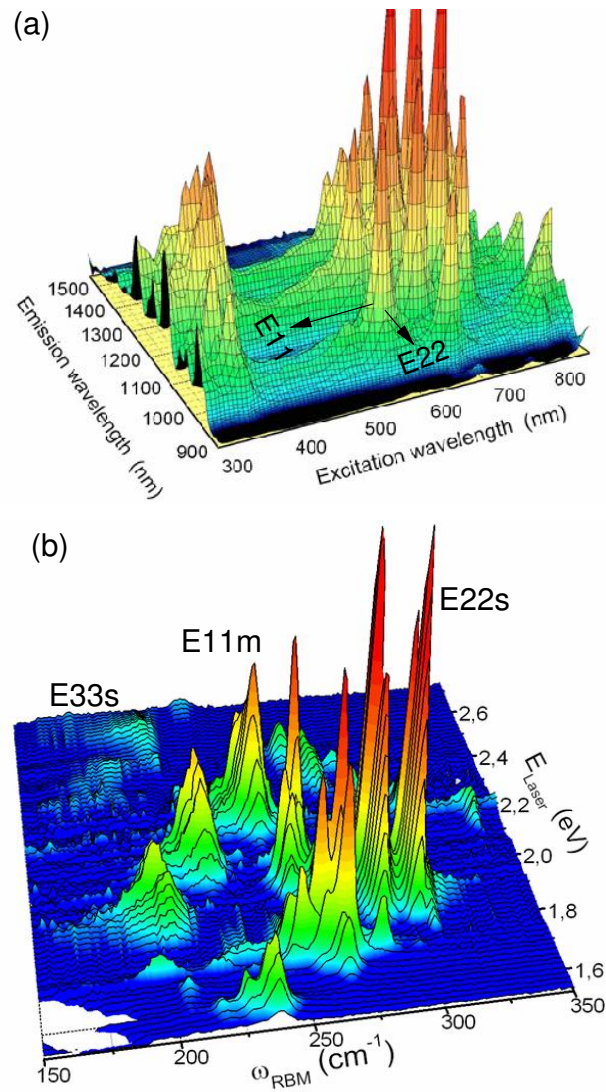 (a)
1500
1400
1300
1200
1100
1000
900
Emission wavelength (nm)
E11
E22
300
400
500
600
700
800
Excitation wavelength (nm)
(b)
E33s
E11m
E22s
2,6
2,4
2,2
2,0
1,8
1,6
E_Laser (eV)
150
200
250
300
350
ω_RBM (cm⁻¹)